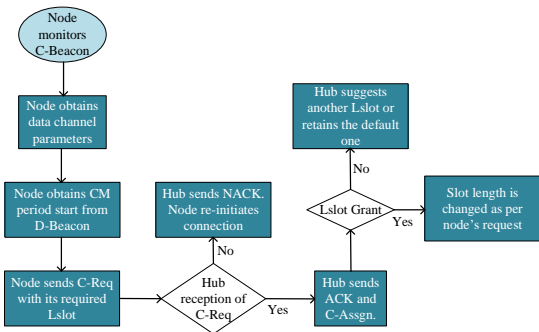 Node
monitors
C-Beacon
Node obtains
data channel
parameters
Node obtains CM
period start from
D-Beacon
Node sends C-Req
with its required
Lslot
Hub
reception of
C-Req
No
Hub sends NACK.
Node re-initiates
connection
Yes
Hub sends
ACK and
C-Assgn.
Lslot Grant
No
Hub suggests
another Lslot or
retains the default
one
Yes
Slot length is
changed as per
node's request